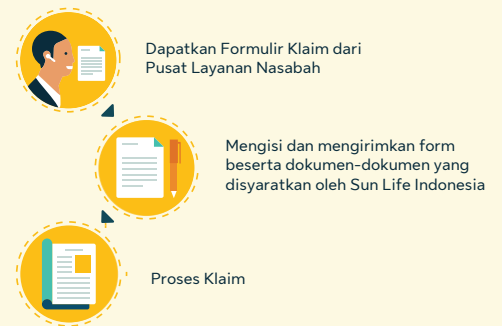 Dapatkan Formulir Klaim dari
Pusat Layanan Nasabah
Mengisi dan mengirimkan form
beserta dokumen-dokumen yang
disyaratkan oleh Sun Life Indonesia
Proses Klaim